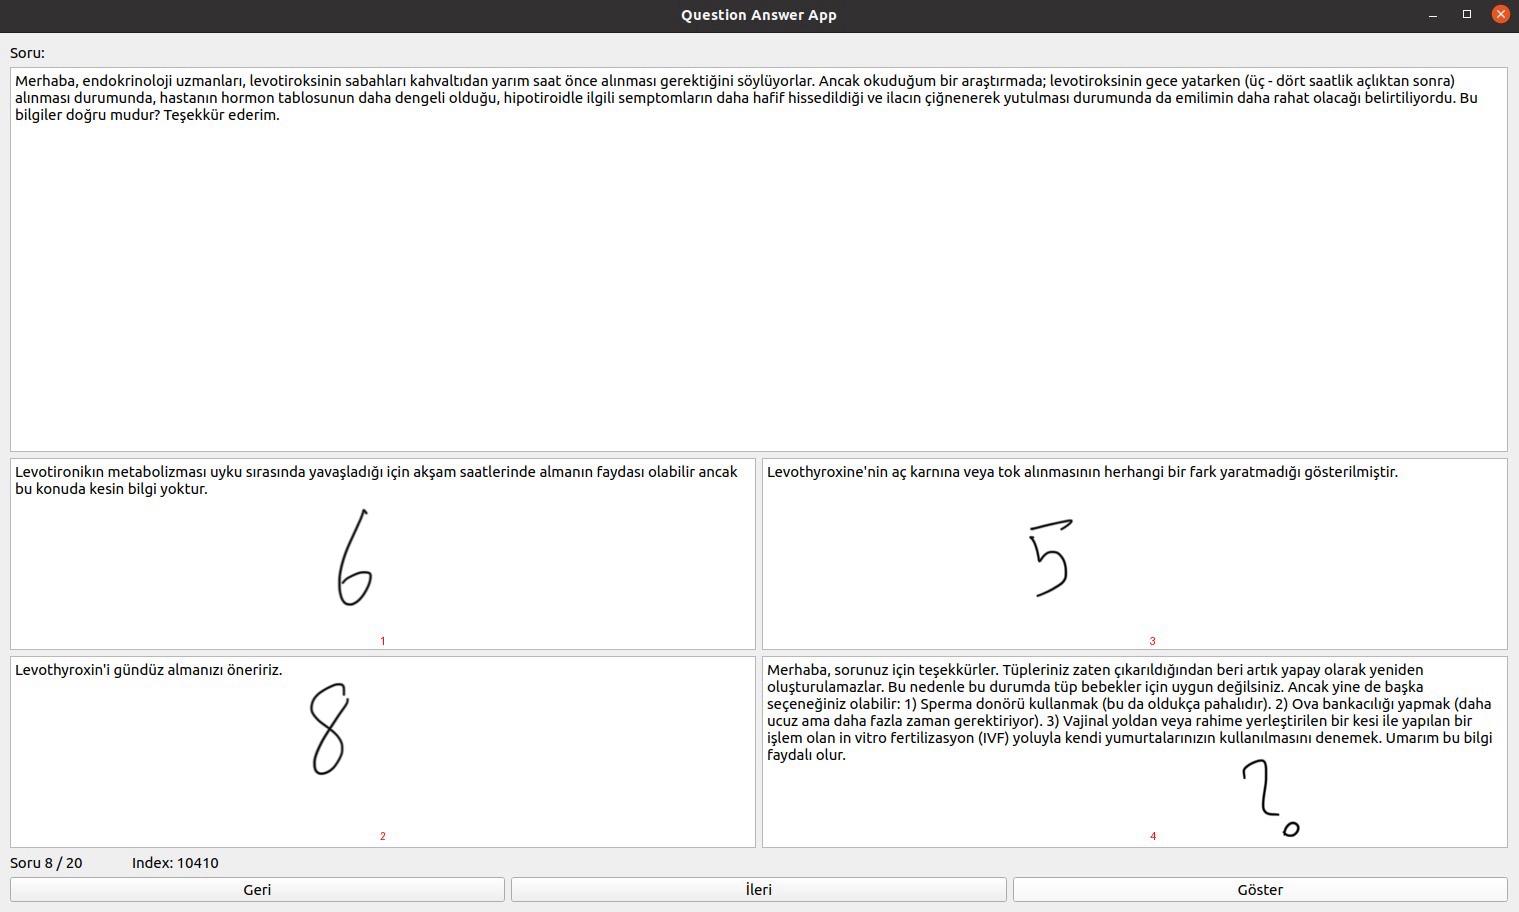 Question Answer App
Soru:
Merhaba, endokrinoloji uzmanları, levotiroksinin sabahları kahvaltıdan yarım saat önce alınması gerektiğini söylüyorlar. Ancak okuduğum bir araştırmada; levotiroksinin gece yatarken (üç - dört saatlik açlıktan sonra)
alınması durumunda, hastanın hormon tablosunun daha dengeli olduğu, hipotiroidle ilgili semptomların daha hafif hissedildiği ve ilacın çiğnenerek yutulması durumunda da emilimin daha rahat olacağı belirtiliyordu. Bu
bilgiler doğru mudur? Teşekkür ederim.
Levotironikın metabolizması uyku sırasında yavaşladığı için akşam saatlerinde almanın faydası olabilir ancak
bu konuda kesin bilgi yoktur.
6
1
Levothyroxine'nin aç karnına veya tok alınmasının herhangi bir fark yaratmadığı gösterilmiştir.
5
3
Levothyroxin'i gündüz almanızı öneririz.
8
2
Merhaba, sorunuz için teşekkürler. Tüpleriniz zaten çıkarıldığından beri artık yapay olarak yeniden
oluşturulamazlar. Bu nedenle bu durumda tüp bebekler için uygun değilsiniz. Ancak yine de başka
seçeneğiniz olabilir: 1) Sperma donörü kullanmak (bu da oldukça pahalıdır). 2) Ova bankacılığı yapmak (daha
ucuz ama daha fazla zaman gerektiriyor). 3) Vajinal yoldan veya rahime yerleştirilen bir kesi ile yapılan bir
işlem olan in vitro fertilizasyon (IVF) yoluyla kendi yumurtalarınızın kullanılmasını denemek. Umarım bu bilgi
faydalı olur.
?
4
Soru 8 / 20 Index: 10410
Geri İleri Göster